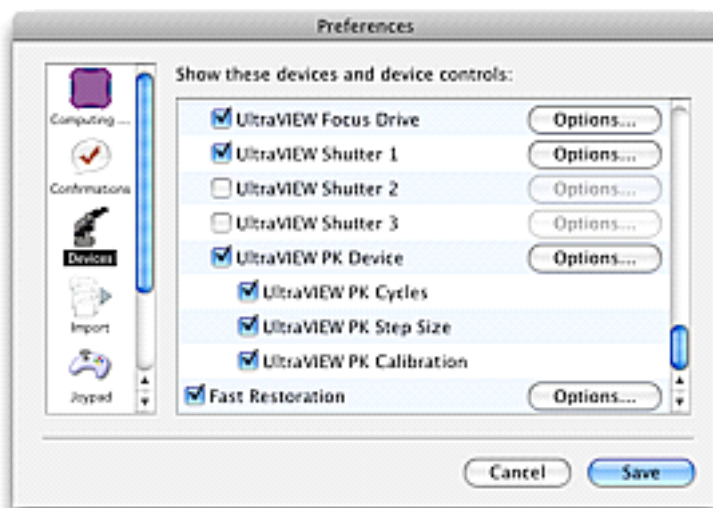 Preferences
Show these devices and device controls:
Computing ...
Confirmations
Devices
Import
Joypad
UltraVIEW Focus Drive Options...
UltraVIEW Shutter 1 Options...
UltraVIEW Shutter 2 Options...
UltraVIEW Shutter 3 Options...
UltraVIEW PK Device Options...
UltraVIEW PK Cycles
UltraVIEW PK Step Size
UltraVIEW PK Calibration
Fast Restoration Options...
Cancel Save